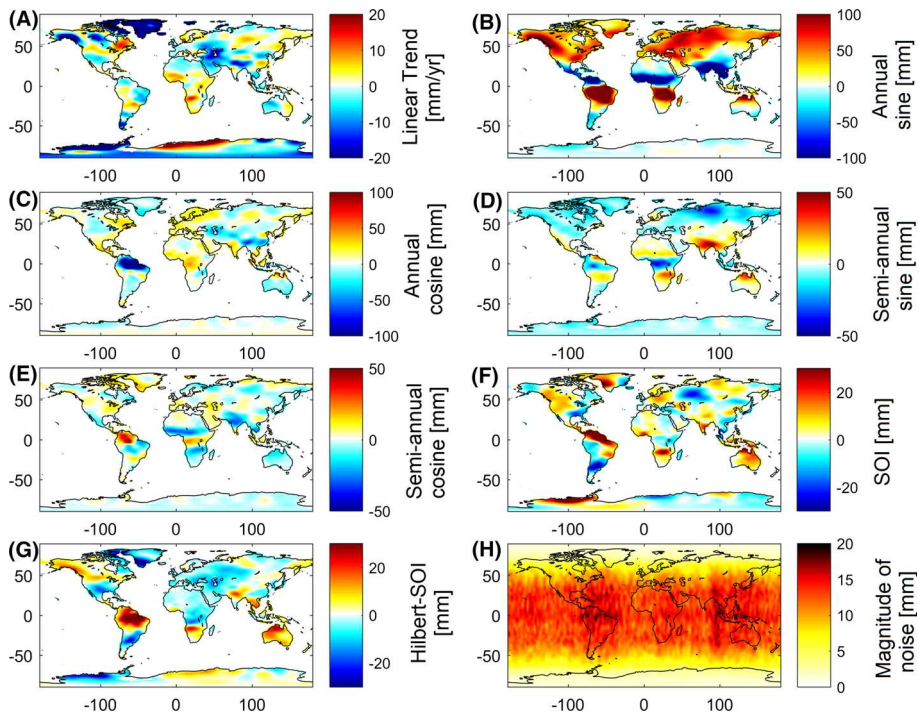 (A)
50
0
-50
-100 0 100
20
10
0
-10
-20
Linear Trend
[mm/yr]
(B)
50
0
-50
-100 0 100
100
50
0
-50
-100
Annual
sine [mm]
(C)
50
0
-50
-100 0 100
100
50
0
-50
-100
Annual
cosine [mm]
(D)
50
0
-50
-100 0 100
50
0
-50
Semi-annual
sine [mm]
(E)
50
0
-50
-100 0 100
50
0
-50
Semi-annual
cosine [mm]
(F)
50
0
-50
-100 0 100
20
0
-20
SOI [mm]
(G)
50
0
-50
-100 0 100
20
0
-20
Hilbert-SOI
[mm]
(H)
50
0
-50
-100 0 100
20
15
10
5
0
Magnitude of
noise [mm]